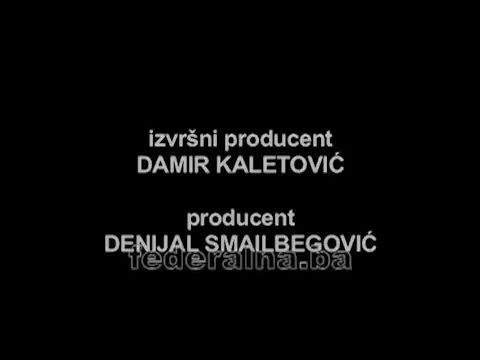 izvršni producent
DAMIR KALETOVIĆ
producent
DENIJAL SMAILBEGOVIĆ
federalna.ba